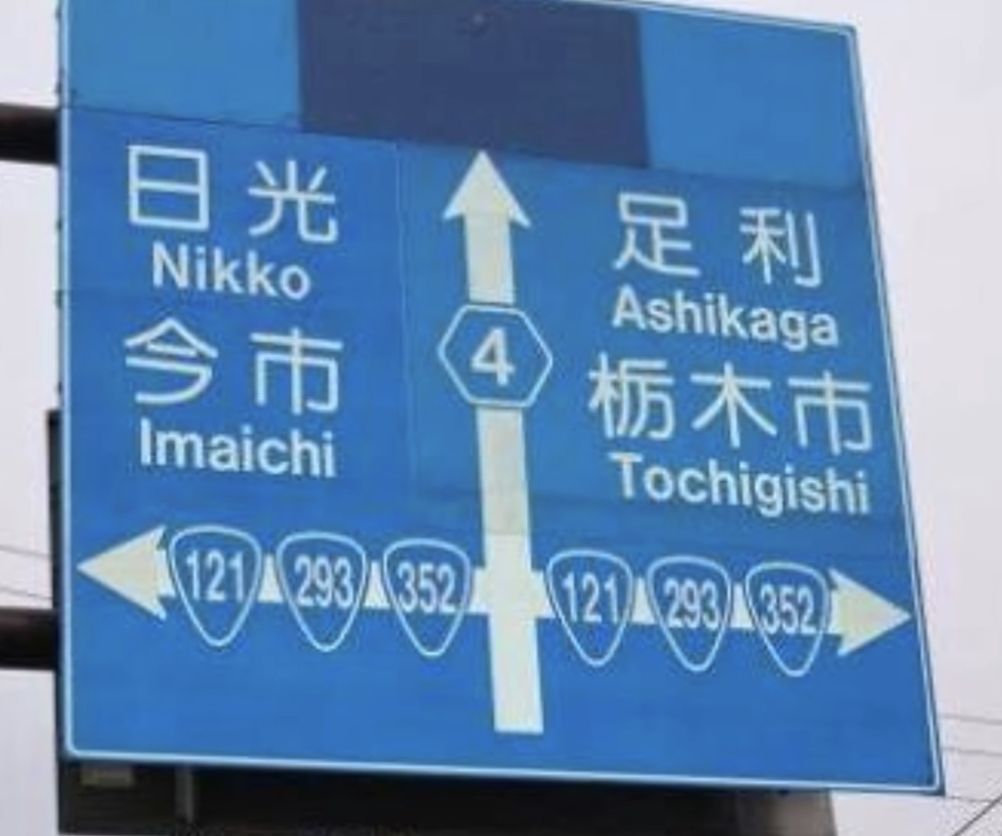 日光
Nikko
今市
Imaichi
4
足利
Ashikaga
栃木市
Tochigishi
121 293 352
121 293 352